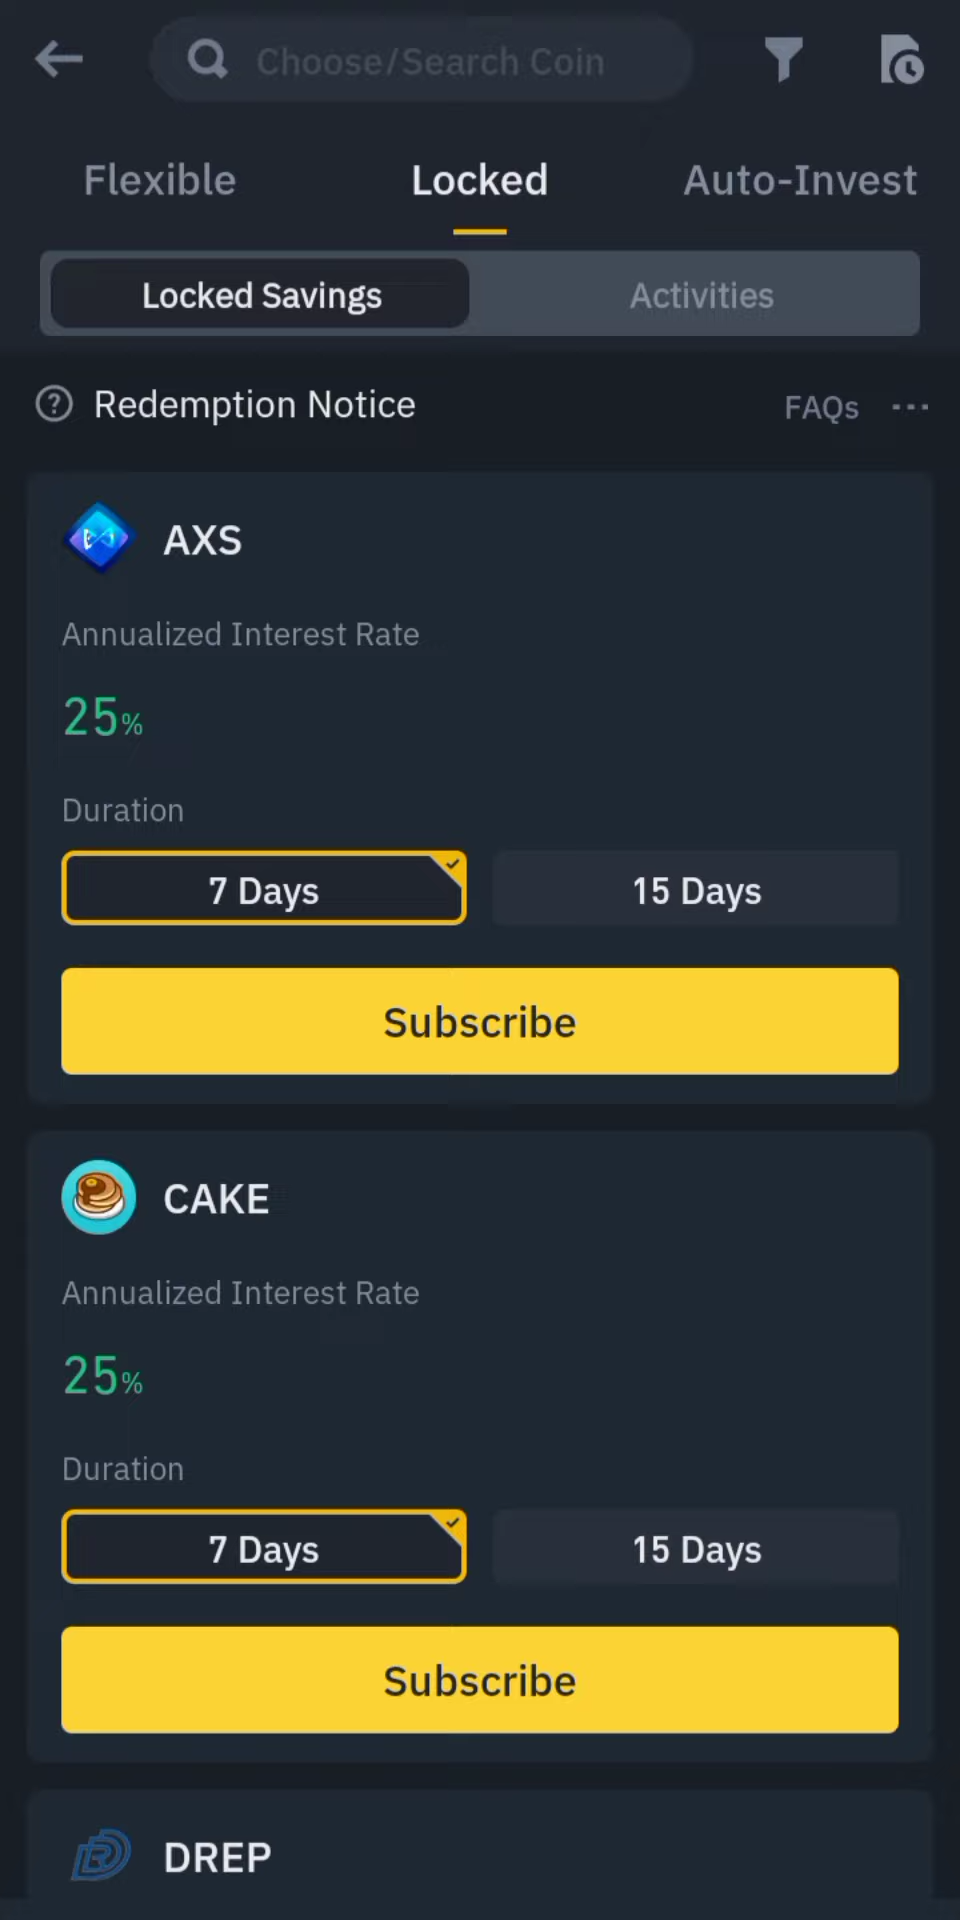 Choose/Search Coin
Flexible Locked Auto-Invest
Locked Savings Activities
Redemption Notice FAQs ...
AXS
Annualized Interest Rate
25%
Duration
7 Days 15 Days
Subscribe
CAKE
Annualized Interest Rate
25%
Duration
7 Days 15 Days
Subscribe
DREP